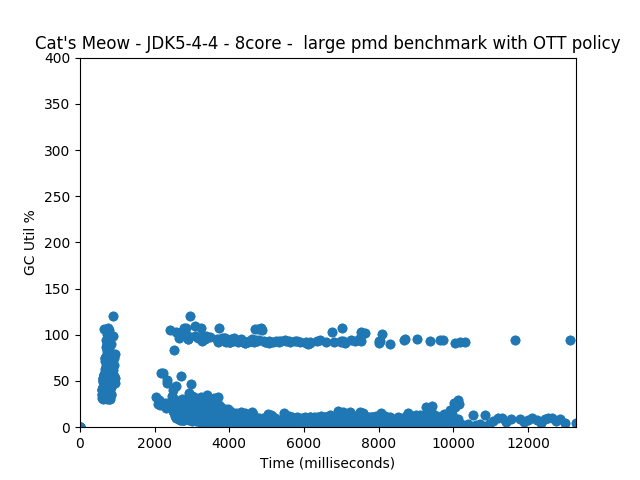 Cat's Meow - JDK5-4-4 - 8core -  large pmd benchmark with OTT policy
400
350
300
250
200
150
100
50
0
GC Util %
0 2000 4000 6000 8000 10000 12000
Time (milliseconds)